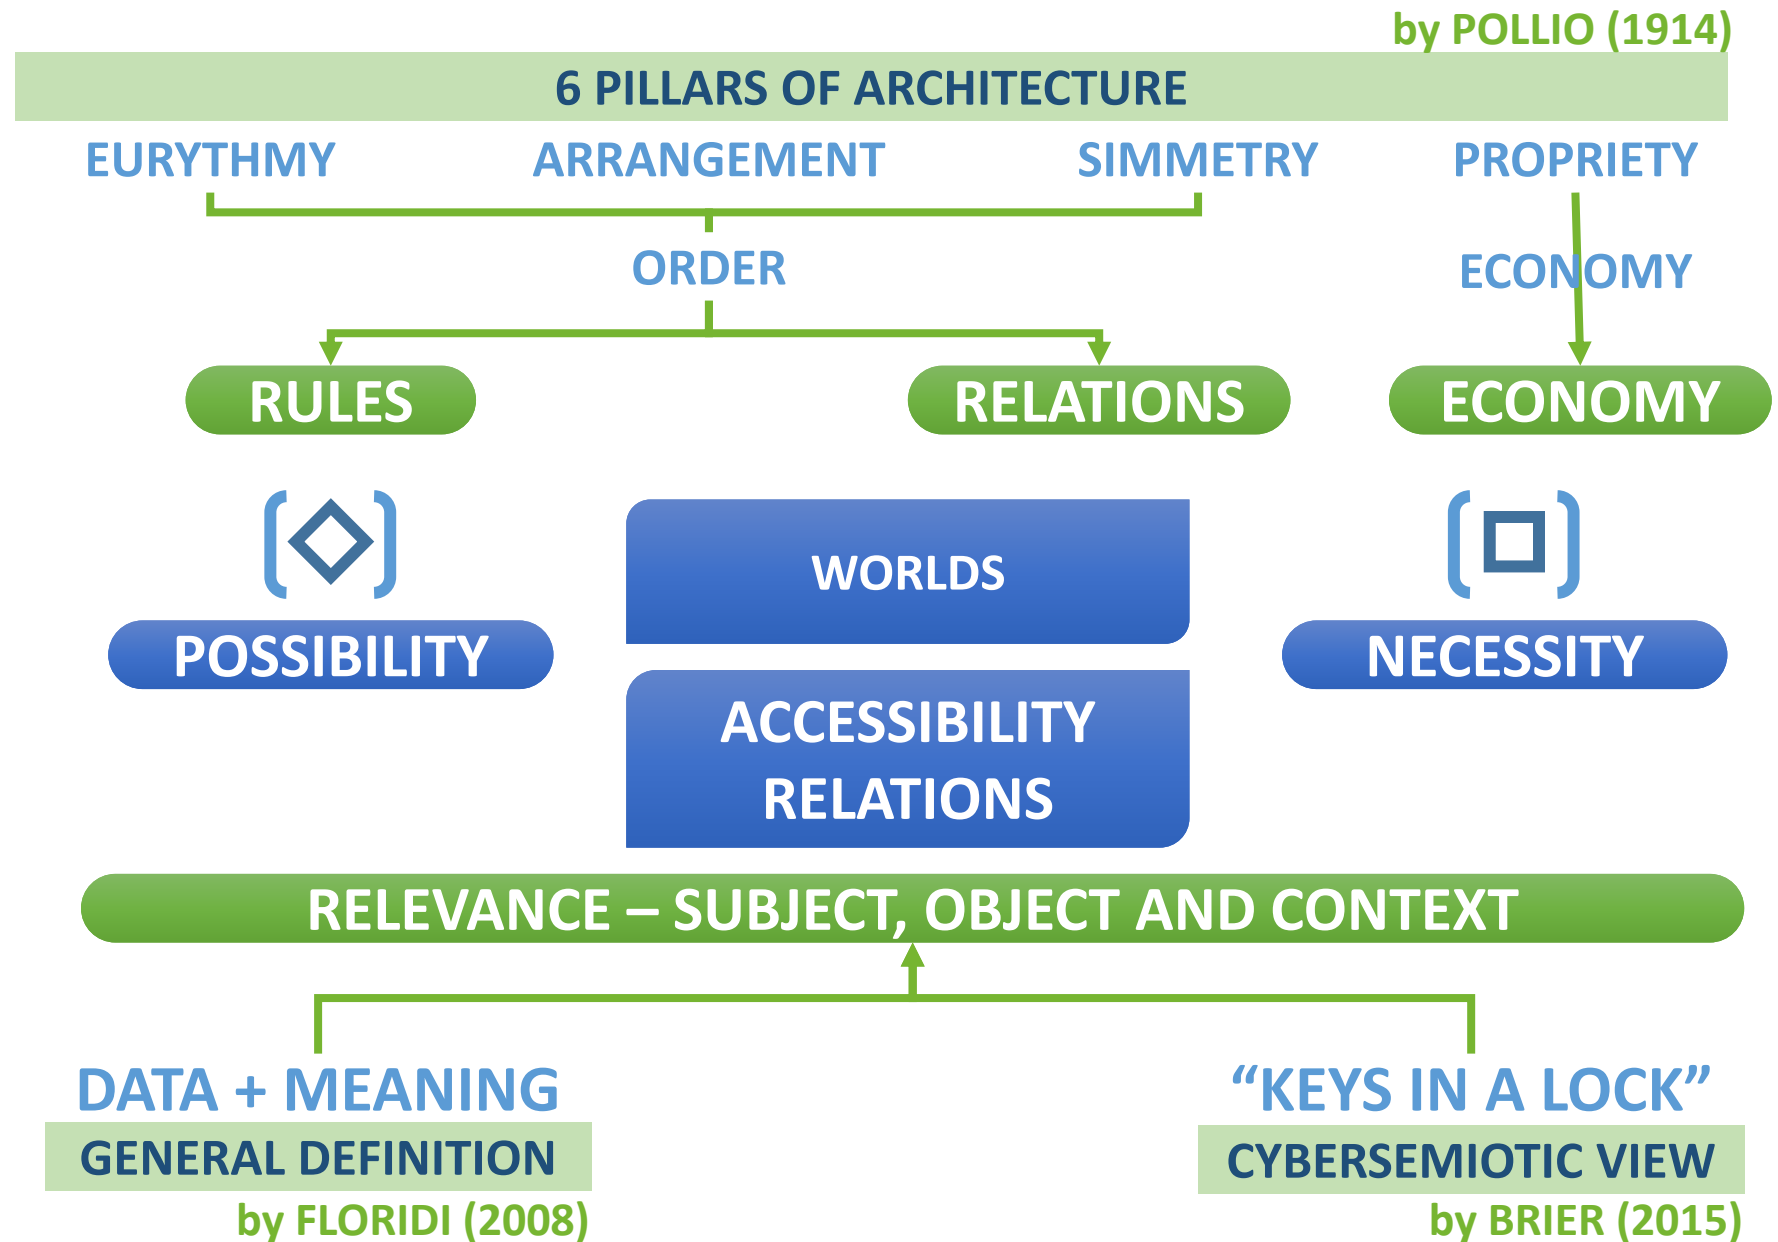 by POLLIO (1914)
6 PILLARS OF ARCHITECTURE
EURYTHMY
ARRANGEMENT
SIMMETRY
PROPRIETY
ORDER
ECONOMY
RULES
RELATIONS
ECONOMY
WORLDS
POSSIBILITY
NECESSITY
ACCESSIBILITY
RELATIONS
RELEVANCE – SUBJECT, OBJECT AND CONTEXT
DATA + MEANING
GENERAL DEFINITION
by FLORIDI (2008)
“KEYS IN A LOCK”
CYBERSEMIOTIC VIEW
by BRIER (2015)